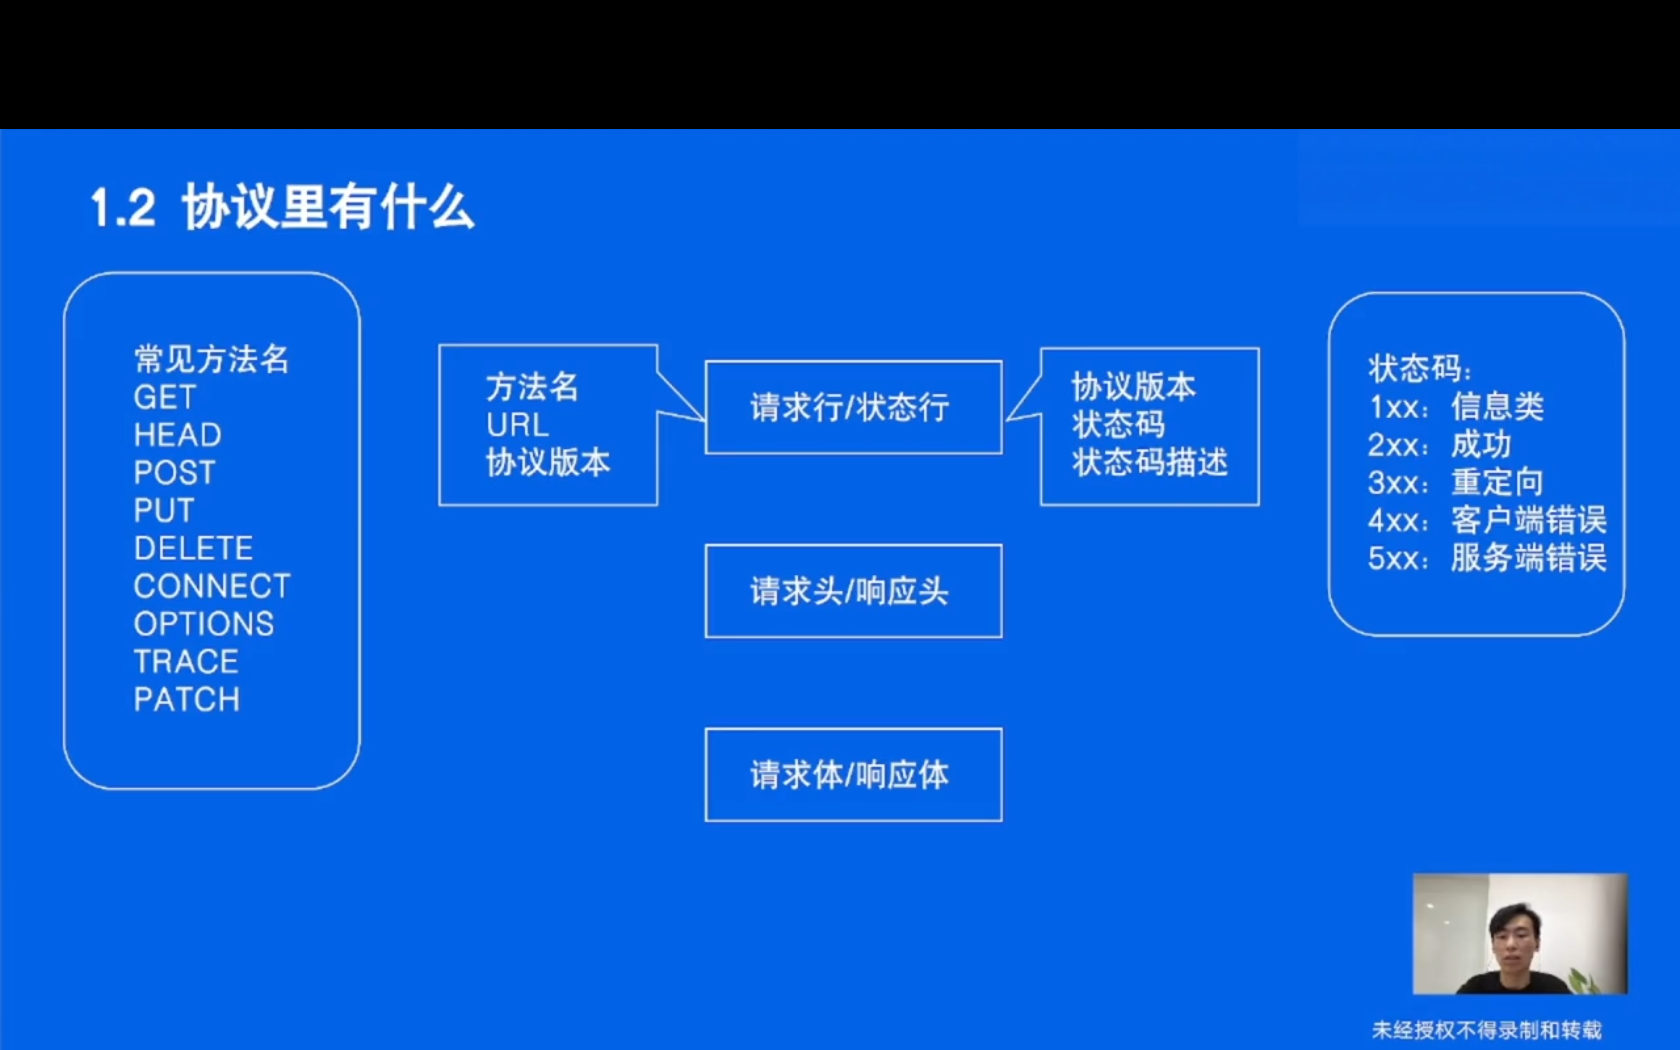 1.2 协议里有什么
常见方法名
GET
HEAD
POST
PUT
DELETE
CONNECT
OPTIONS
TRACE
PATCH
方法名
URL
协议版本
请求行/状态行
协议版本
状态码
状态码描述
请求头/响应头
请求体/响应体
状态码：
1xx：信息类
2xx：成功
3xx：重定向
4xx：客户端错误
5xx：服务端错误
未经授权不得录制和转载